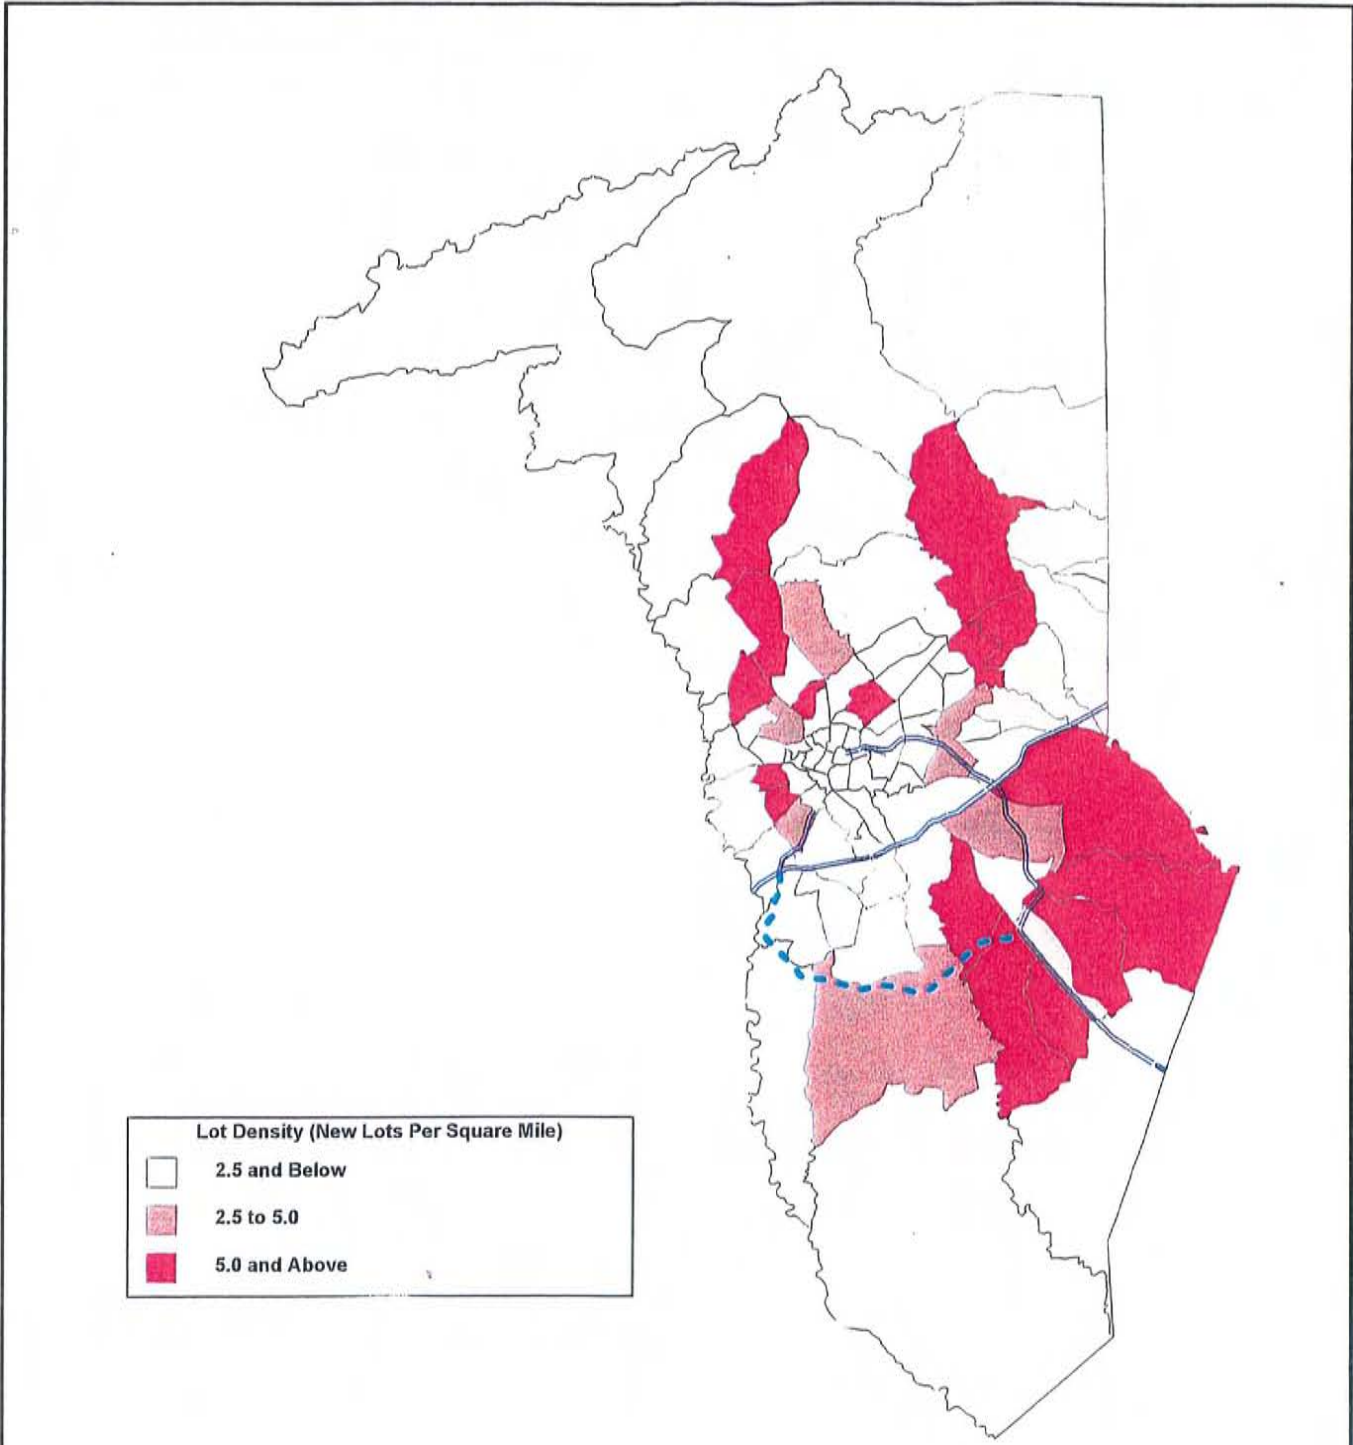 Lot Density (New Lots Per Square Mile)
2.5 and Below
2.5 to 5.0
5.0 and Above